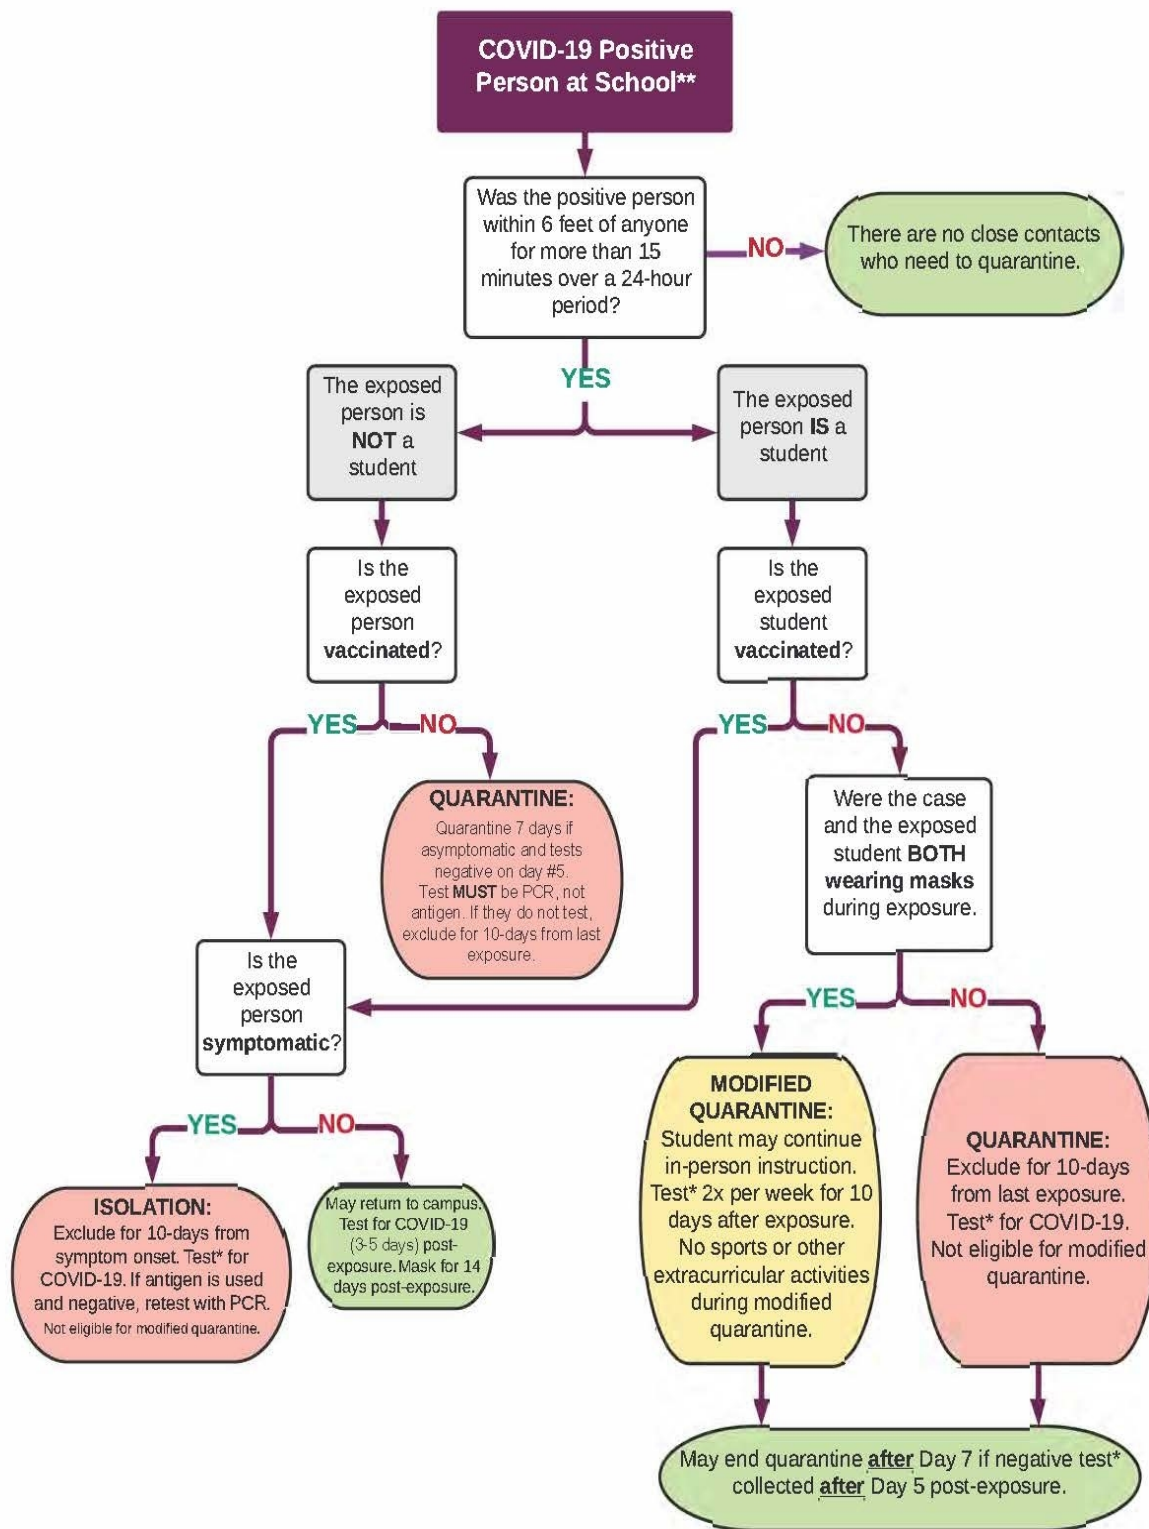 COVID-19 Positive
Person at School**
Was the positive person
within 6 feet of anyone
for more than 15
minutes over a 24-hour
period?
NO
There are no close contacts
who need to quarantine.
YES
The exposed
person is
NOT a
student
The exposed
person IS a
student
Is the
exposed
person
vaccinated?
Is the
exposed
student
vaccinated?
YES
NO
YES
NO
QUARANTINE:
Quarantine 7 days if
asymptomatic and tests
negative on day #5.
Test MUST be PCR, not
antigen. If they do not test,
exclude for 10-days from last
exposure.
Were the case
and the exposed
student BOTH
wearing masks
during exposure.
Is the
exposed
person
symptomatic?
YES
NO
YES
NO
ISOLATION:
Exclude for 10-days from
symptom onset. Test* for
COVID-19. If antigen is used
and negative, retest with PCR.
Not eligible for modified quarantine.
May return to campus.
Test for COVID-19
(3-5 days) post-
exposure. Mask for 14
days post-exposure.
MODIFIED
QUARANTINE:
Student may continue
in-person instruction.
Test* 2x per week for 10
days after exposure.
No sports or other
extracurricular activities
during modified
quarantine.
QUARANTINE:
Exclude for 10-days
from last exposure.
Test* for COVID-19.
Not eligible for modified
quarantine.
May end quarantine after Day 7 if negative test*
collected after Day 5 post-exposure.